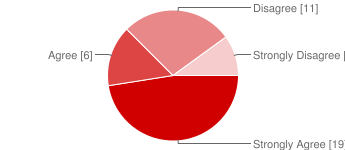 Disagree [11]
Strongly Disagree [
Agree [6]
Strongly Agree [19]